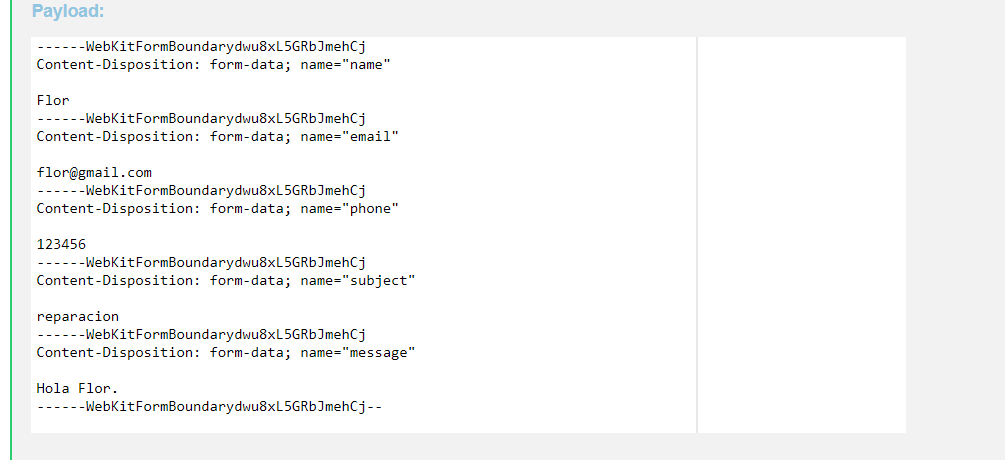 Payload:
------WebKitFormBoundarydwu8xL5GRbJmehCj
Content-Disposition: form-data; name="name"
Flor
------WebKitFormBoundarydwu8xL5GRbJmehCj
Content-Disposition: form-data; name="email"
flor@gmail.com
------WebKitFormBoundarydwu8xL5GRbJmehCj
Content-Disposition: form-data; name="phone"
123456
------WebKitFormBoundarydwu8xL5GRbJmehCj
Content-Disposition: form-data; name="subject"
reparacion
------WebKitFormBoundarydwu8xL5GRbJmehCj
Content-Disposition: form-data; name="message"
Hola Flor.
------WebKitFormBoundarydwu8xL5GRbJmehCj--